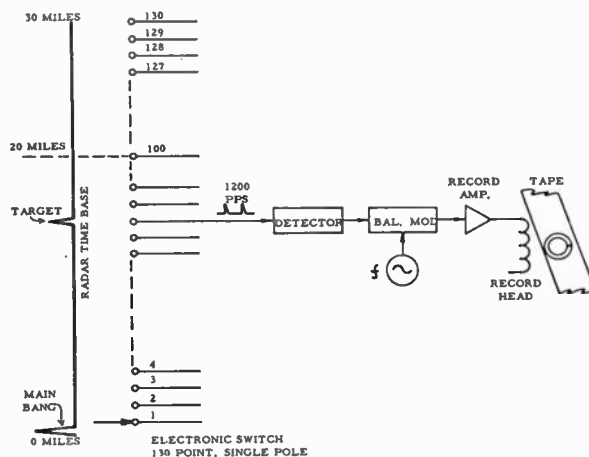 30 MILES
130
129
128
127
20 MILES
100
TARGET
RADAR TIME BASE
1200
PPS
DETECTOR
BAL. MOD
f
RECORD
AMP.
TAPE
RECORD
HEAD
4
3
2
1
MAIN
BANG
0 MILES
ELECTRONIC SWITCH
130 POINT, SINGLE POLE